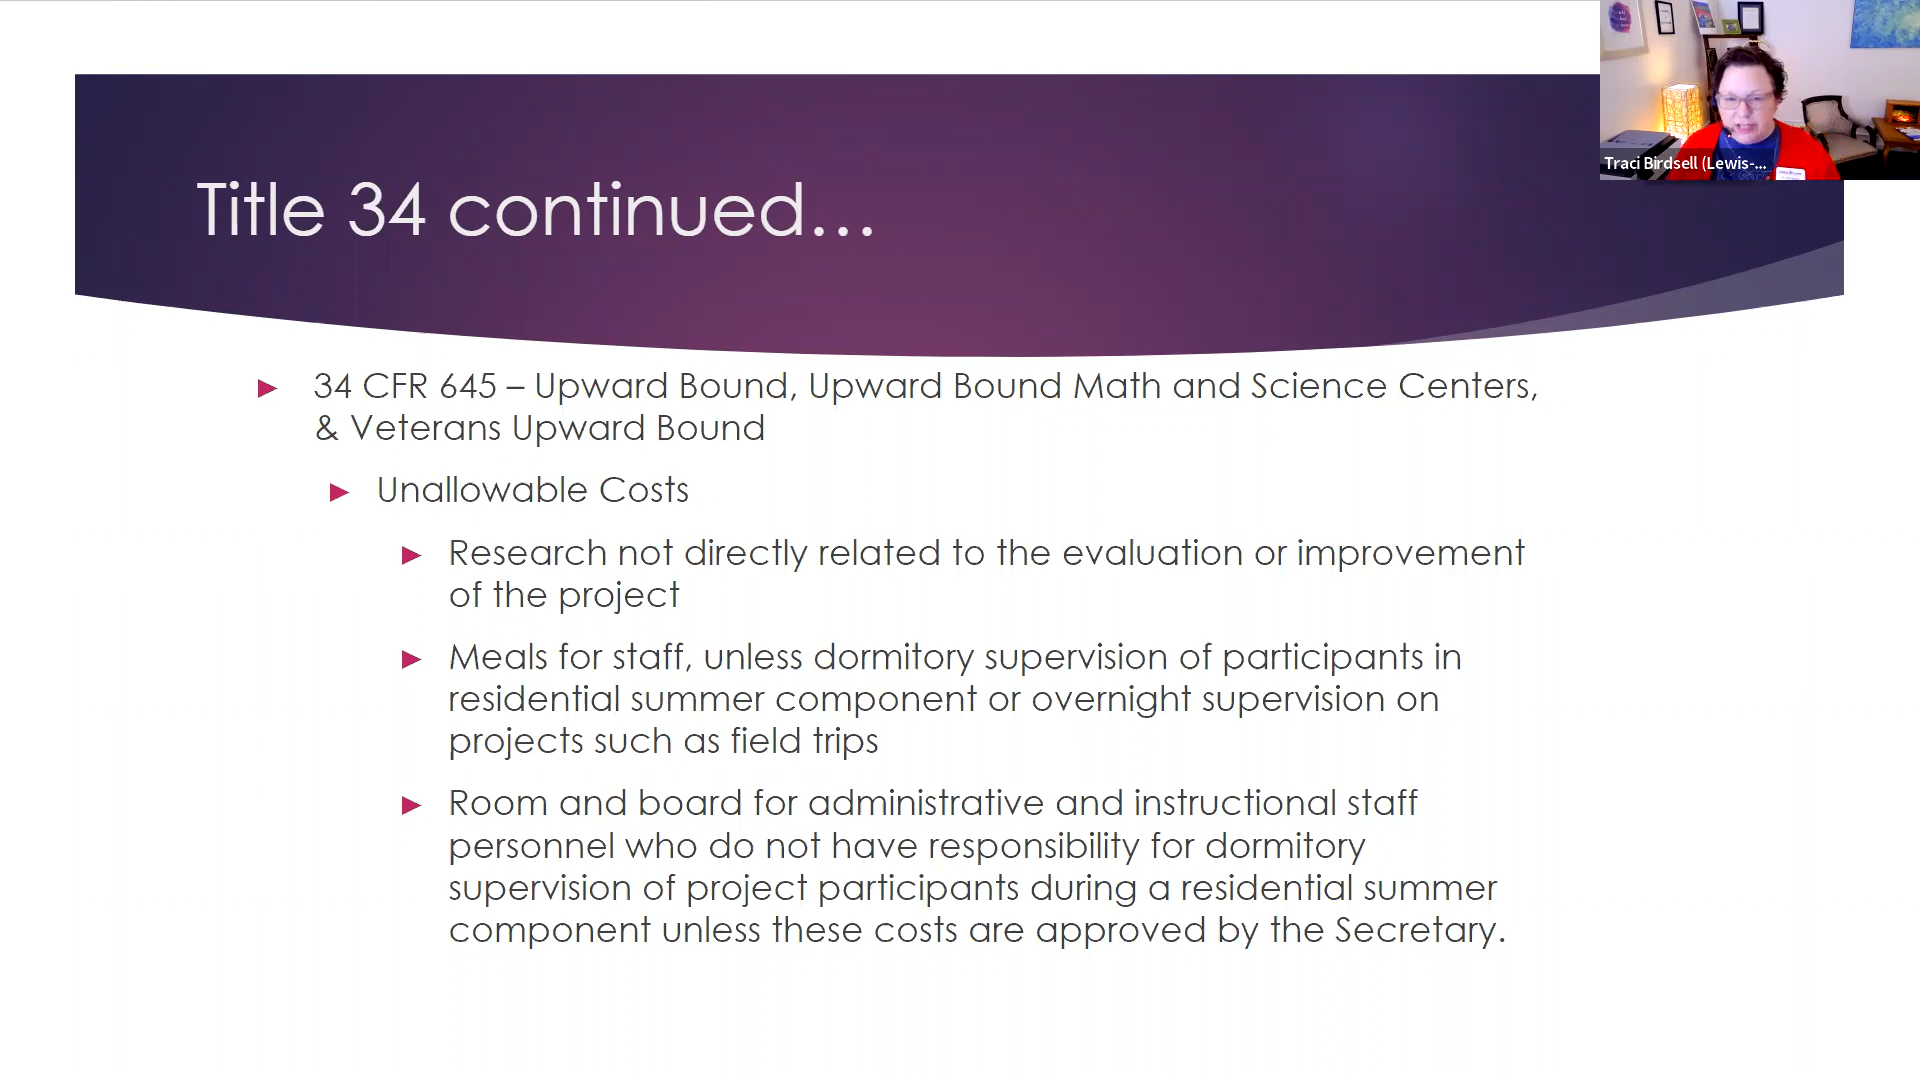 Traci Birdsell (Lewis-...
Title 34 continued...
34 CFR 645 – Upward Bound, Upward Bound Math and Science Centers,
& Veterans Upward Bound
Unallowable Costs
Research not directly related to the evaluation or improvement
of the project
Meals for staff, unless dormitory supervision of participants in
residential summer component or overnight supervision on
projects such as field trips
Room and board for administrative and instructional staff
personnel who do not have responsibility for dormitory
supervision of project participants during a residential summer
component unless these costs are approved by the Secretary.